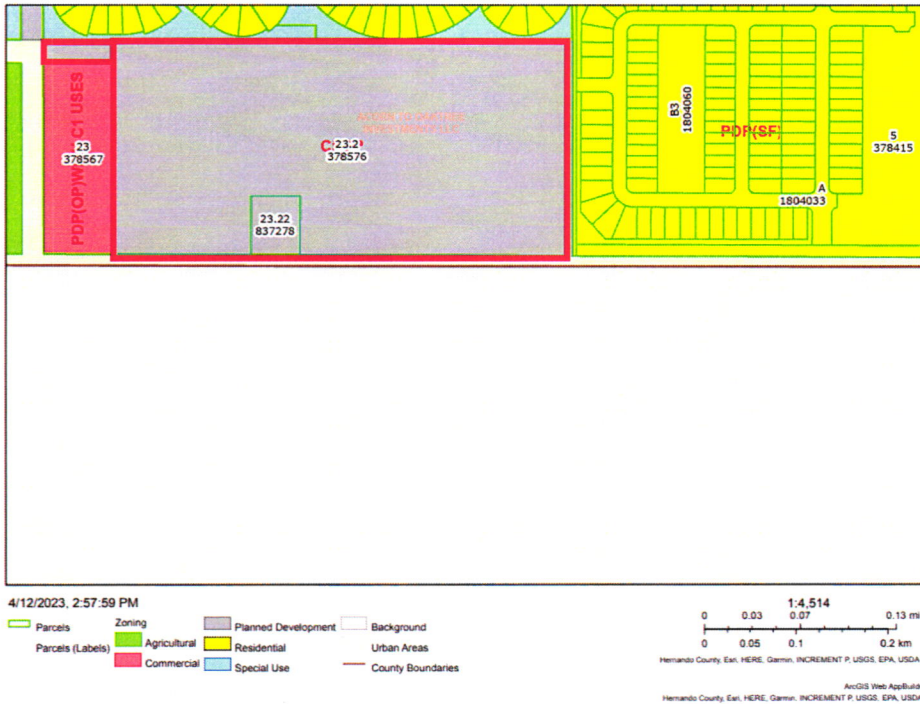 23
378567
PDP(OP)W C1 USES
23.2
378576
23.22
837278
B3
1804060
PDP(SF)
5
378415
A
1804033
4/12/2023, 2:57:59 PM
Parcels
Parcels (Labels)
Zoning
Agricultural
Commercial
Planned Development
Residential
Special Use
Background
Urban Areas
County Boundaries
1:4,514
0 0.03 0.07 0.13 mi
0 0.05 0.1 0.2 km
Hernando County, Esri, HERE, Garmin, INCREMENT P, USGS, EPA, USDA
ArcGIS Web AppBuilde
Hernando County, Esri, HERE, Garmin, INCREMENT P, USGS, EPA, USDA